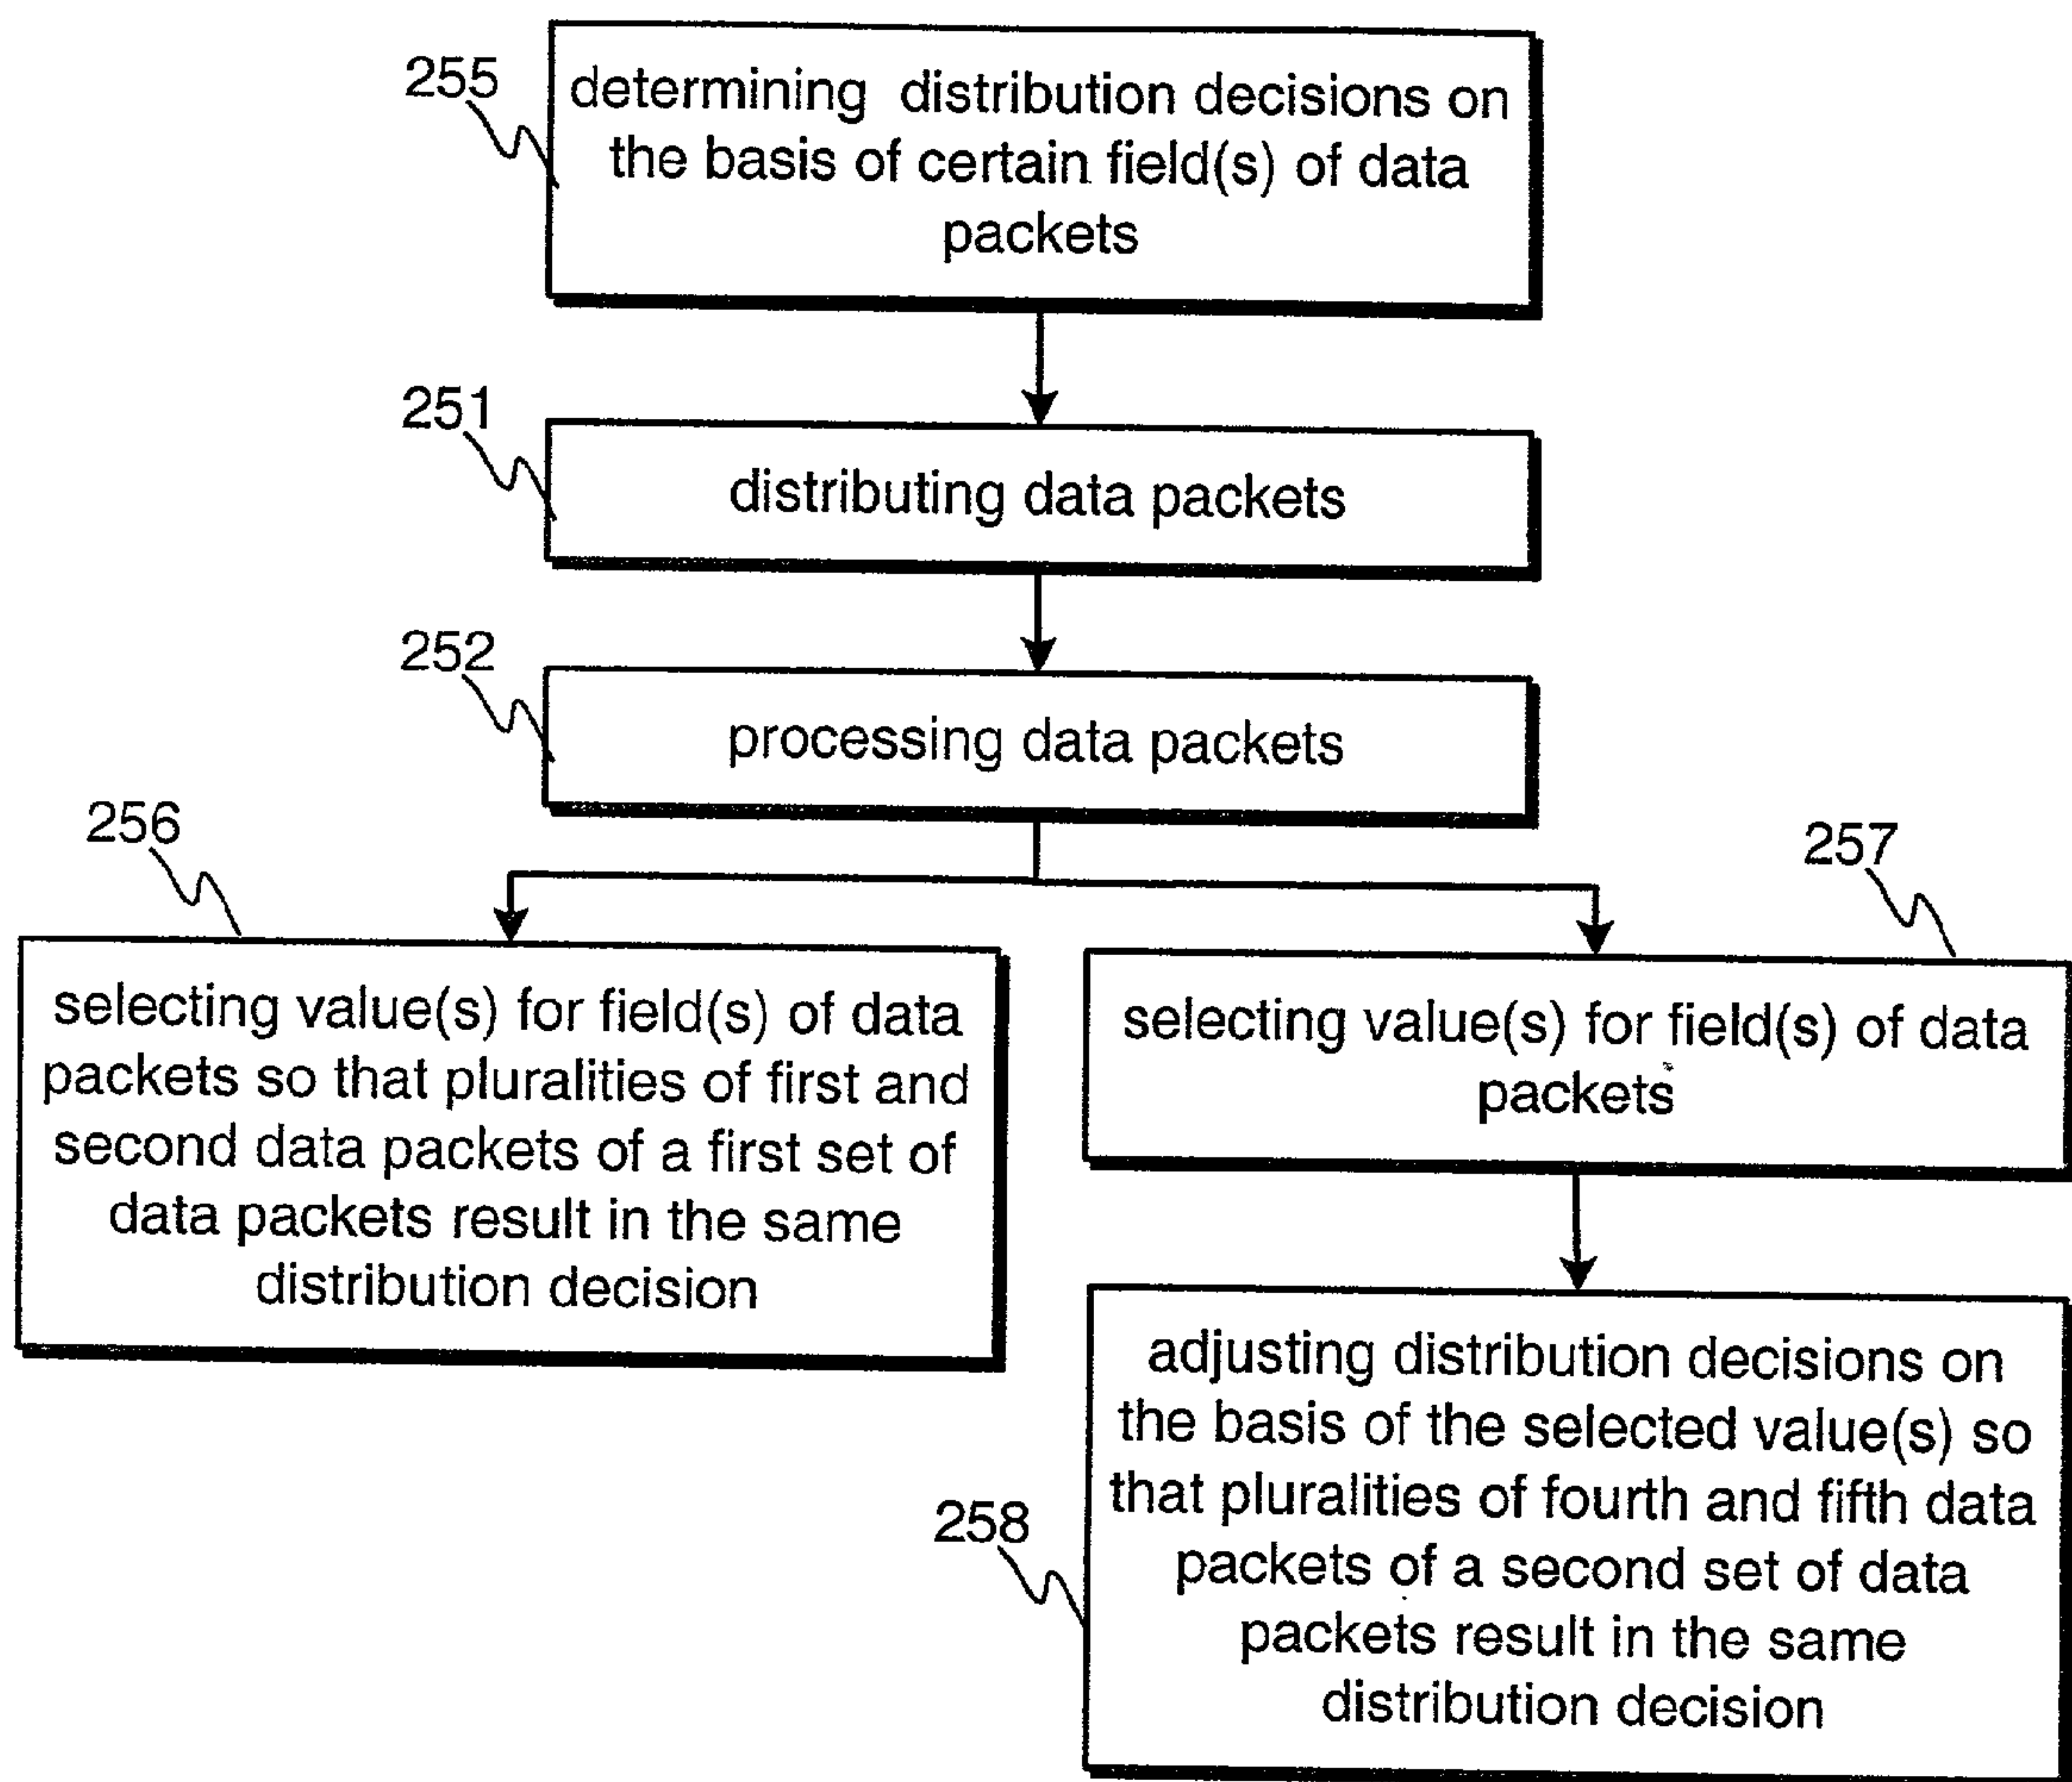 255
determining distribution decisions on
the basis of certain field(s) of data
packets
251
distributing data packets
252
processing data packets
256
selecting value(s) for field(s) of data
packets so that pluralities of first and
second data packets of a first set of
data packets result in the same
distribution decision
257
selecting value(s) for field(s) of data
packets
258
adjusting distribution decisions on
the basis of the selected value(s) so
that pluralities of fourth and fifth data
packets of a second set of data
packets result in the same
distribution decision